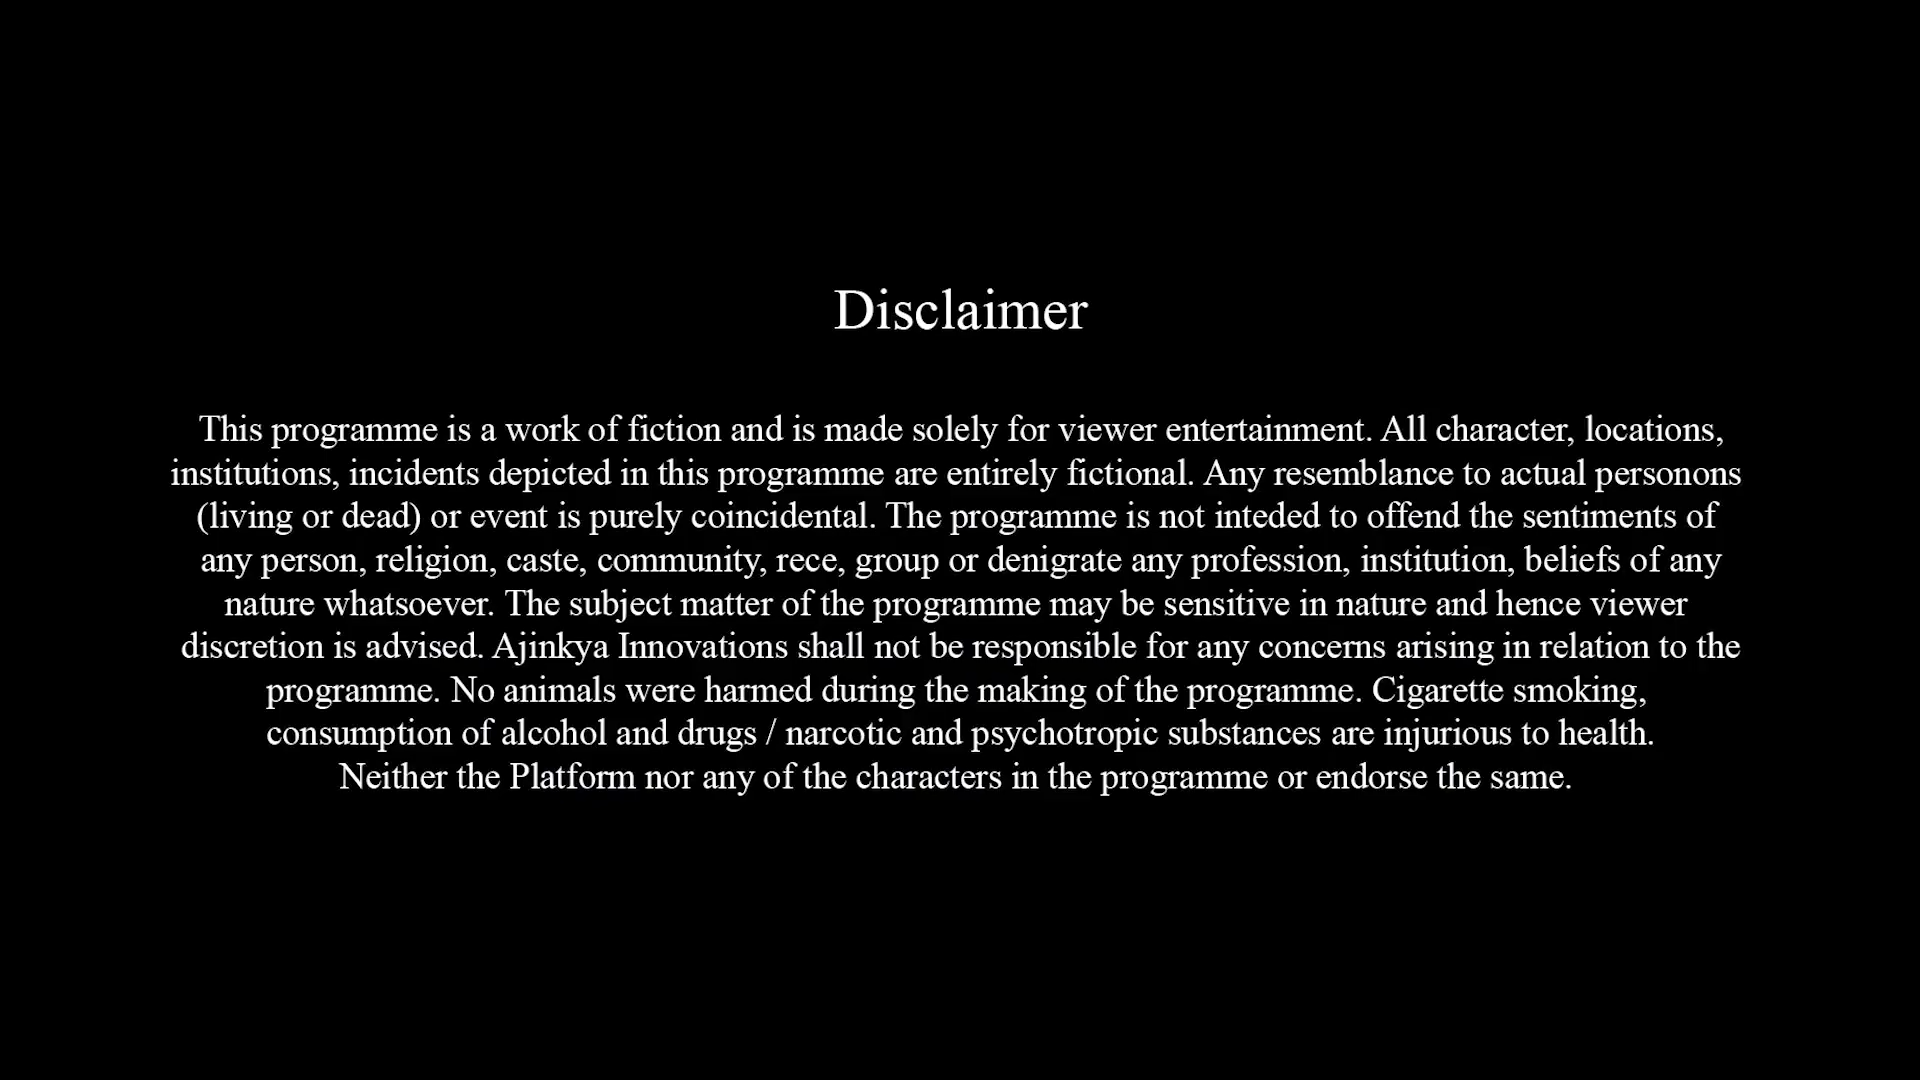 Disclaimer
This programme is a work of fiction and is made solely for viewer entertainment. All character, locations,
institutions, incidents depicted in this programme are entirely fictional. Any resemblance to actual personons
(living or dead) or event is purely coincidental. The programme is not inteded to offend the sentiments of
any person, religion, caste, community, rece, group or denigrate any profession, institution, beliefs of any
nature whatsoever. The subject matter of the programme may be sensitive in nature and hence viewer
discretion is advised. Ajinkya Innovations shall not be responsible for any concerns arising in relation to the
programme. No animals were harmed during the making of the programme. Cigarette smoking,
consumption of alcohol and drugs / narcotic and psychotropic substances are injurious to health.
Neither the Platform nor any of the characters in the programme or endorse the same.